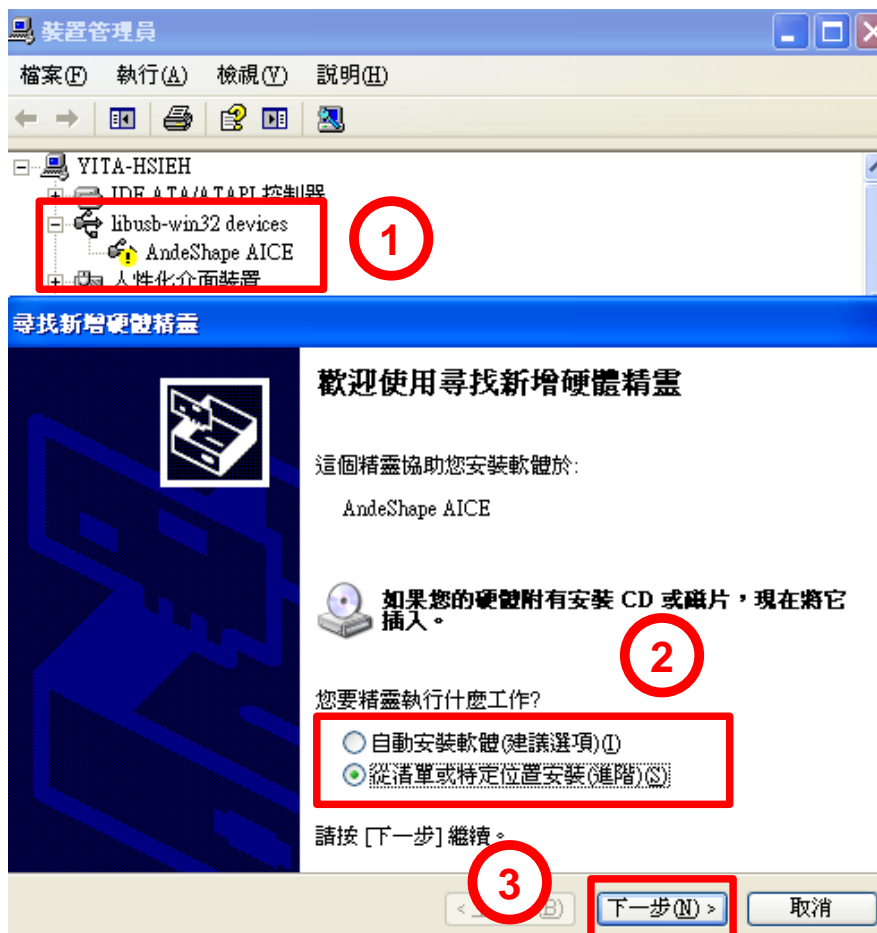 裝置管理員
檔案(F) 執行(A) 檢視(V) 說明(H)
YITA-HSIEH
IDE ATA/ATAPI 控制器
libusb-win32 devices
1
AndeShape AICE
人性化介面裝置
尋找新增硬體精靈
歡迎使用尋找新增硬體精靈
這個精靈協助您安裝軟體於:
AndeShape AICE
如果您的硬體附有安裝 CD 或磁片，現在將它
插入。
2
您要精靈執行什麼工作?
自動安裝軟體(建議選項)(I)
從清單或特定位置安裝(進階)(S)
請按 [下一步] 繼續。
3
< B) 下一步(N) > 取消